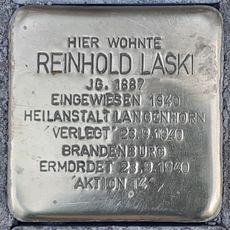 HIER WOHNTE
REINHOLD LASKI
JG. 1887
EINGEWIESEN 1940
HEILANSTALT LANGENHORN
'VERLEGT' 23.9.1940
BRANDENBURG
ERMORDET 23.9.1940
'AKTION T4'